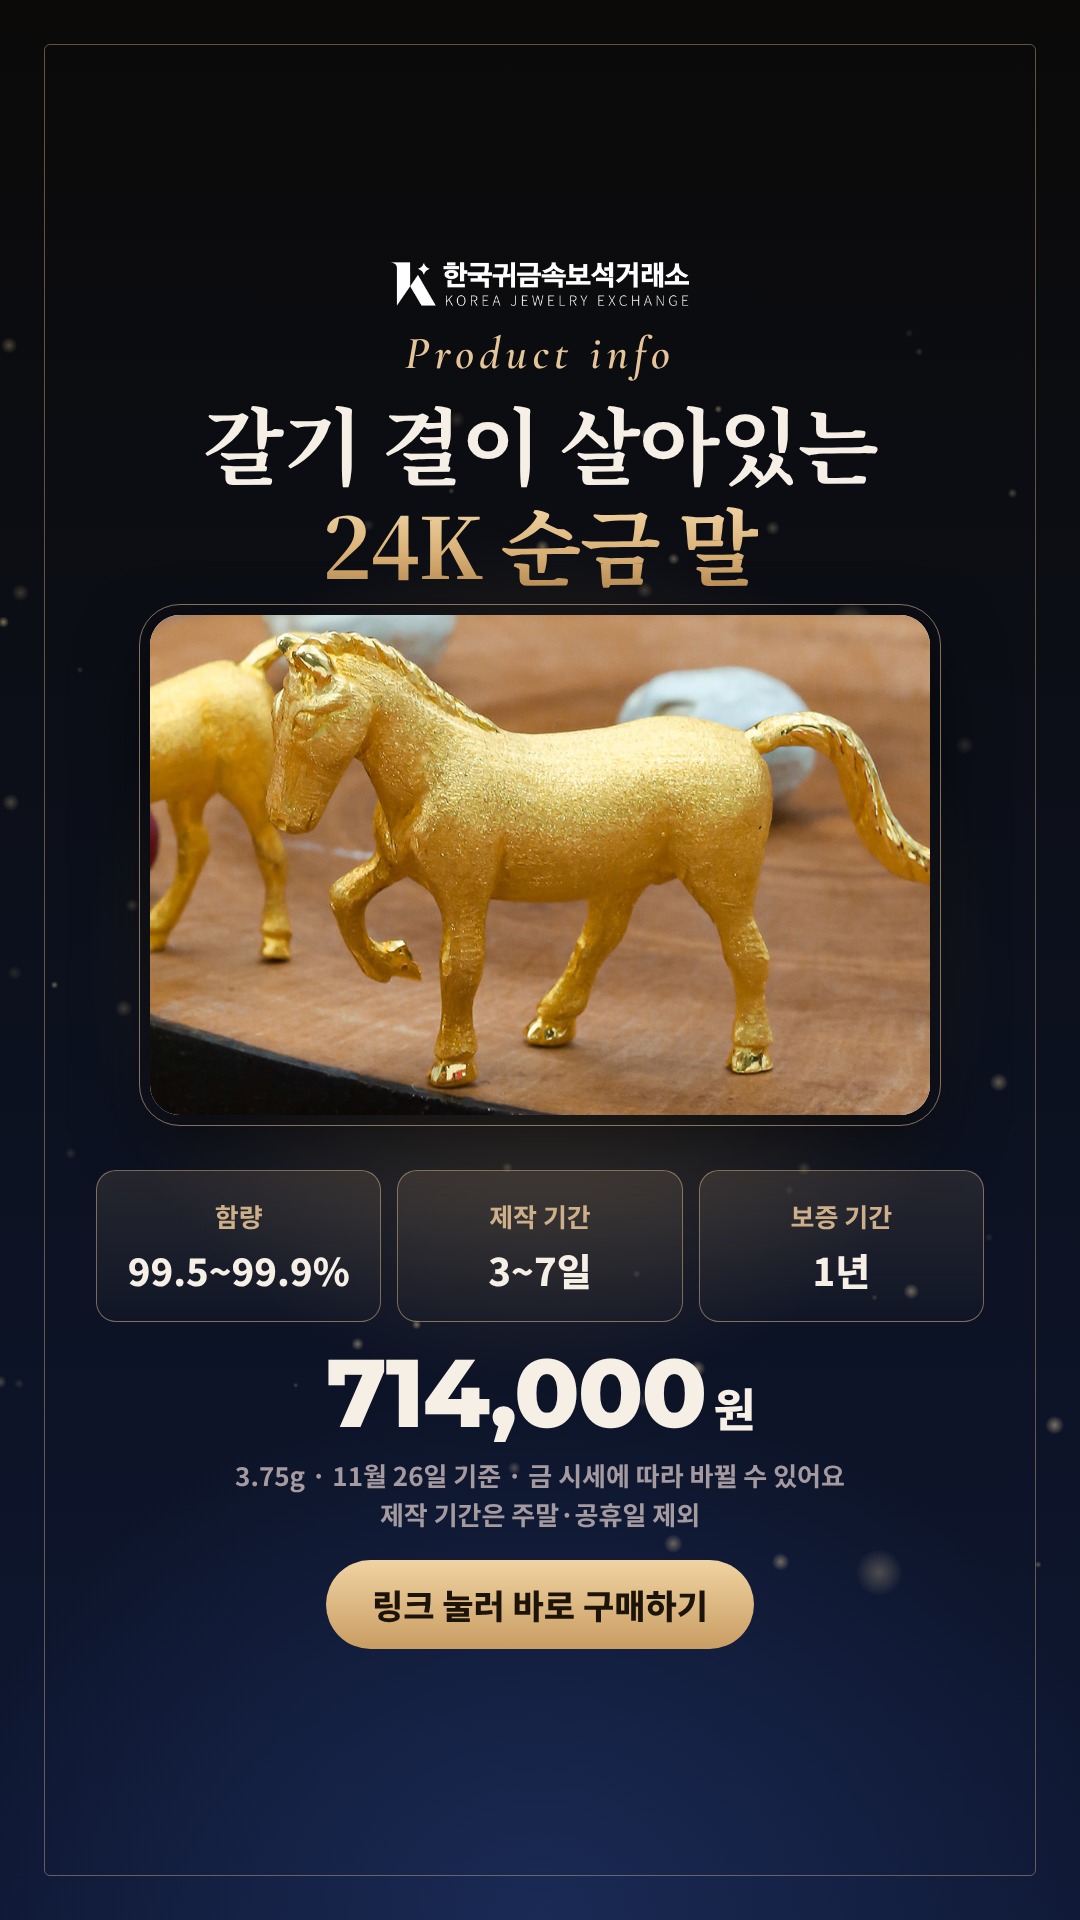 한국귀금속보석거래소
KOREA JEWELRY EXCHANGE
Product info
갈기 결이 살아있는
24K 순금 말
함량
99.5~99.9%
제작 기간
3~7일
보증 기간
1년
714,000원
3.75g · 11월 26일 기준 · 금 시세에 따라 바뀔 수 있어요
제작 기간은 주말·공휴일 제외
링크 눌러 바로 구매하기